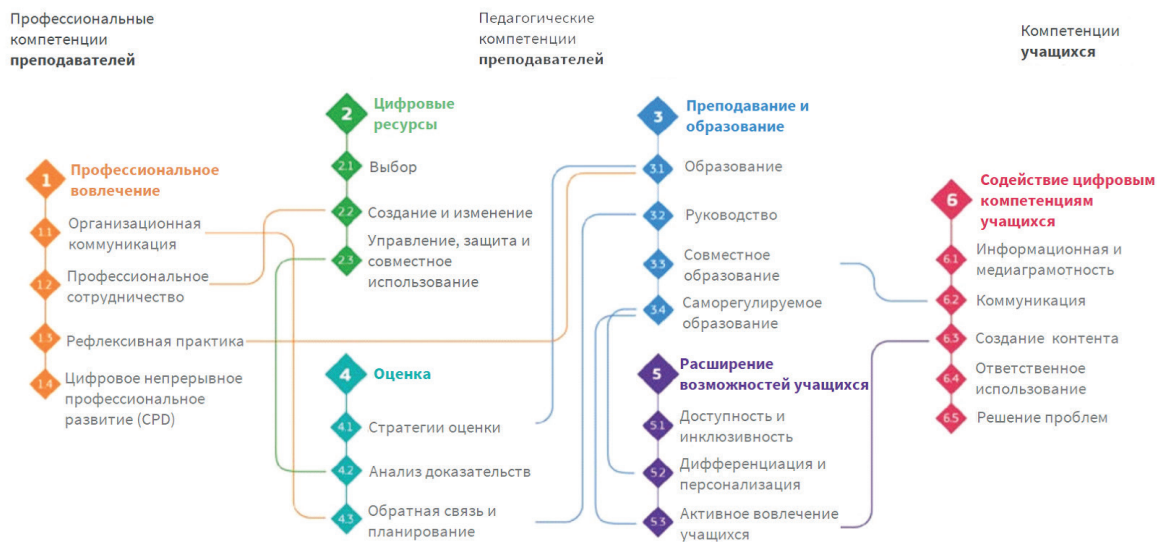 Профессиональные
компетенции
преподавателей
Педагогические
компетенции
преподавателей
Компетенции
учащихся
1
Профессиональное
вовлечение
1.1
Организационная
коммуникация
1.2
Профессиональное
сотрудничество
1.3
Рефлексивная практика
1.4
Цифровое непрерывное
профессиональное
развитие (CPD)
2
Цифровые
ресурсы
2.1
Выбор
2.2
Создание и изменение
2.3
Управление, защита и
совместное
использование
4
Оценка
4.1
Стратегии оценки
4.2
Анализ доказательств
4.3
Обратная связь и
планирование
3
Преподавание и
образование
3.1
Образование
3.2
Руководство
3.3
Совместное
образование
3.4
Саморегулируемое
образование
5
Расширение
возможностей учащихся
5.1
Доступность и
инклюзивность
5.2
Дифференциация и
персонализация
5.3
Активное вовлечение
учащихся
6
Содействие цифровым
компетенциям
учащихся
6.1
Информационная и
медиаграмотность
6.2
Коммуникация
6.3
Создание контента
6.4
Ответственное
использование
6.5
Решение проблем